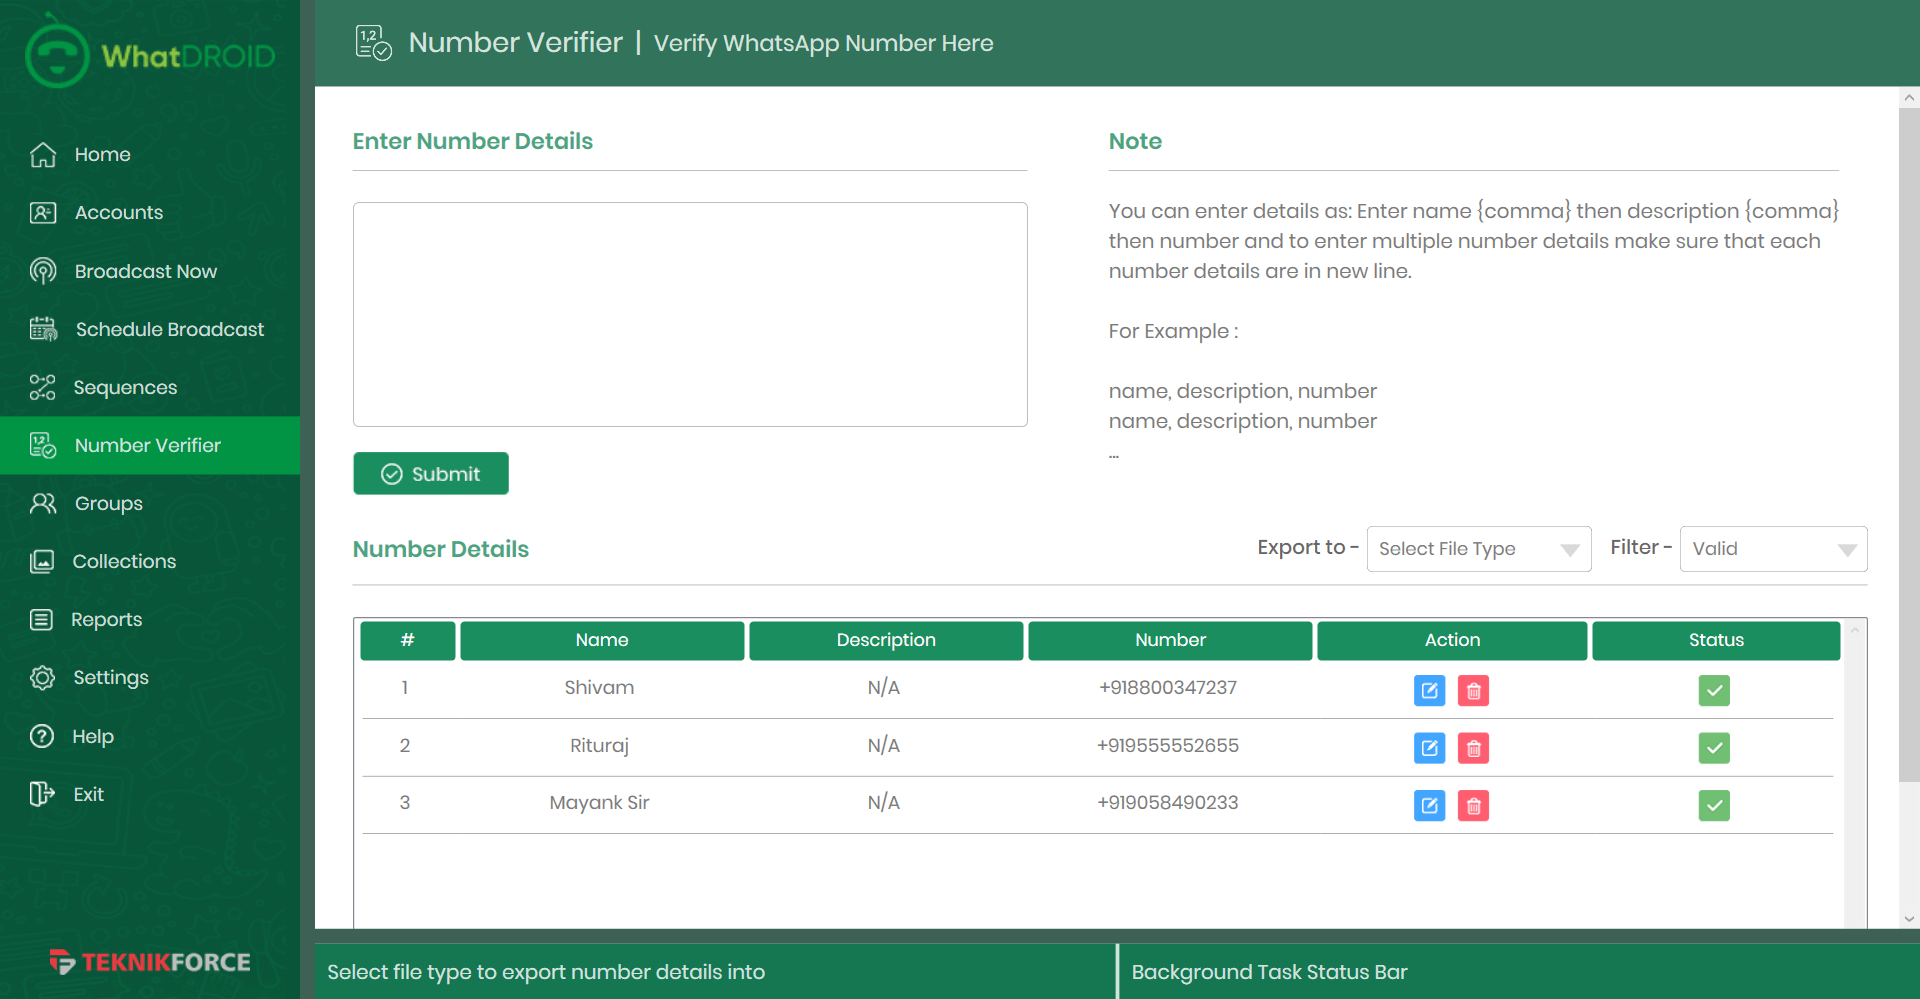 WhatDROID
Home
Accounts
Broadcast Now
Schedule Broadcast
Sequences
Number Verifier
Groups
Collections
Reports
Settings
Help
Exit
TEKNIKFORCE
1,2
Number Verifier | Verify WhatsApp Number Here
Enter Number Details
Submit
Note
You can enter details as: Enter name {comma} then description {comma}
then number and to enter multiple number details make sure that each
number details are in new line.
For Example :
name, description, number
name, description, number
...
Number Details
Export to - Select File Type Filter - Valid
# Name Description Number Action Status
1 Shivam N/A +918800347237
2 Rituraj N/A +919555552655
3 Mayank Sir N/A +919058490233
Select file type to export number details into
Background Task Status Bar